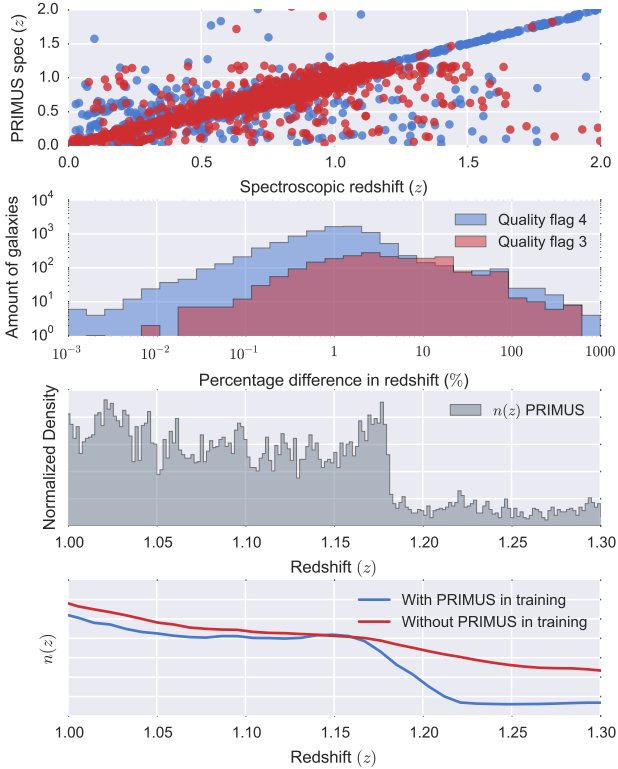 PRIMUS spec (z)
2.0
1.5
1.0
0.5
0.0
0.0 0.5 1.0 1.5 2.0
Spectroscopic redshift (z)
Amount of galaxies
10⁴
10³
10²
10¹
10⁰
Quality flag 4
Quality flag 3
10⁻³ 10⁻² 10⁻¹ 1 10 100 1000
Percentage difference in redshift (%)
Normalized Density
n(z) PRIMUS
1.00 1.05 1.10 1.15 1.20 1.25 1.30
Redshift (z)
n(z)
With PRIMUS in training
Without PRIMUS in training
1.00 1.05 1.10 1.15 1.20 1.25 1.30
Redshift (z)